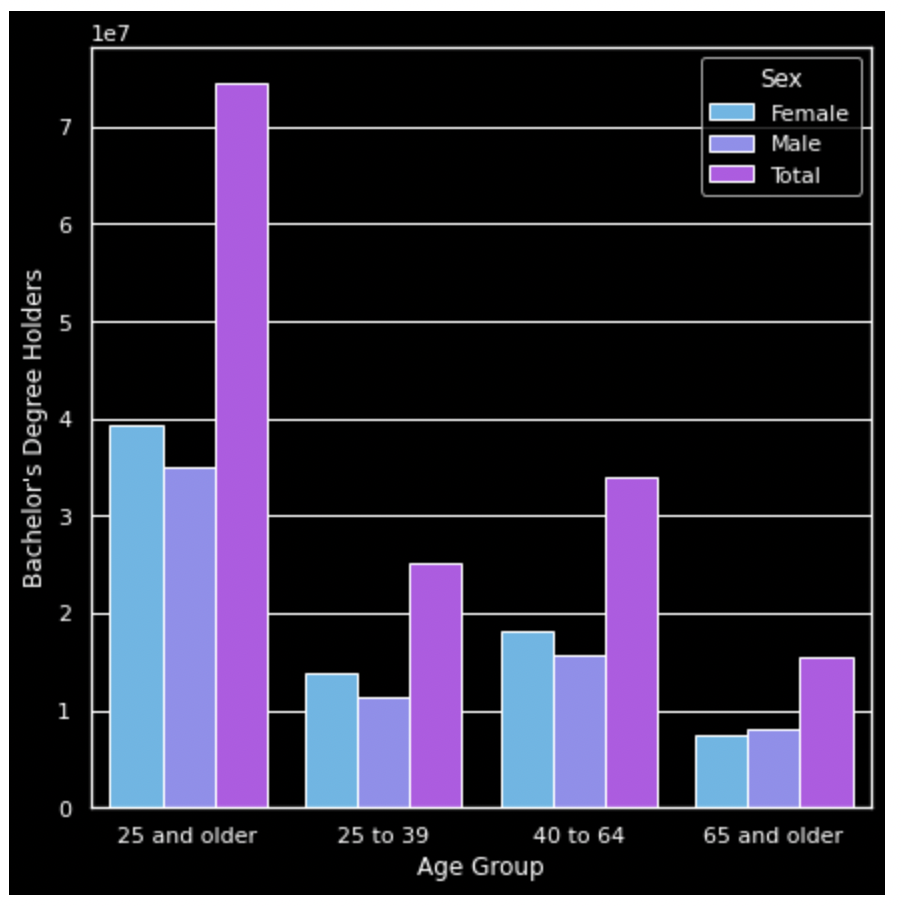 1e7
Sex
Female
Male
Total
7
6
5
4
3
2
1
0
Bachelor's Degree Holders
25 and older
25 to 39
40 to 64
65 and older
Age Group